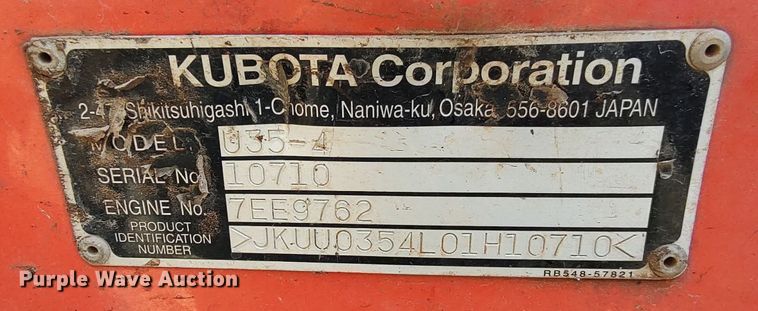 KUBOTA Corporation
Shikitsuhigashi 1-Chome, Naniwa-ku, Osaka, 556-8601 JAPAN
MODEL U35-4
SERIAL No. 10710
ENGINE No. 7EE9762
PRODUCT IDENTIFICATION NUMBER >JKUU0354L01H10710<
RB548-57821
Purple Wave Auction